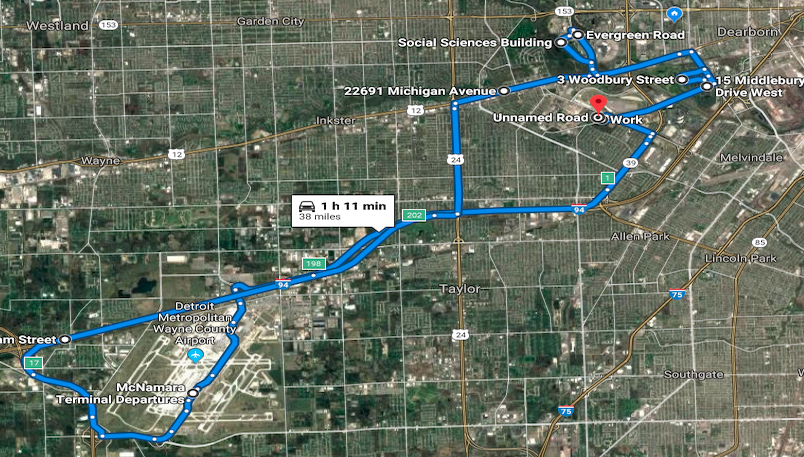 153
Westland
153
Garden City
Evergreen Road
Dearborn
Social Sciences Building
3 Woodbury Street
15 Middlebury
Drive West
22691 Michigan Avenue
12
Inkster
Unnamed Road
Work
12
Wayne
24
39
Melvindale
1
1 h 11 min
38 miles
202
94
Allen Park
85
Lincoln Park
198
94
Taylor
75
Detroit
Metropolitan
Wayne County
Airport
am Street
24
17
McNamara
Terminal Departures
Southgate
W
75